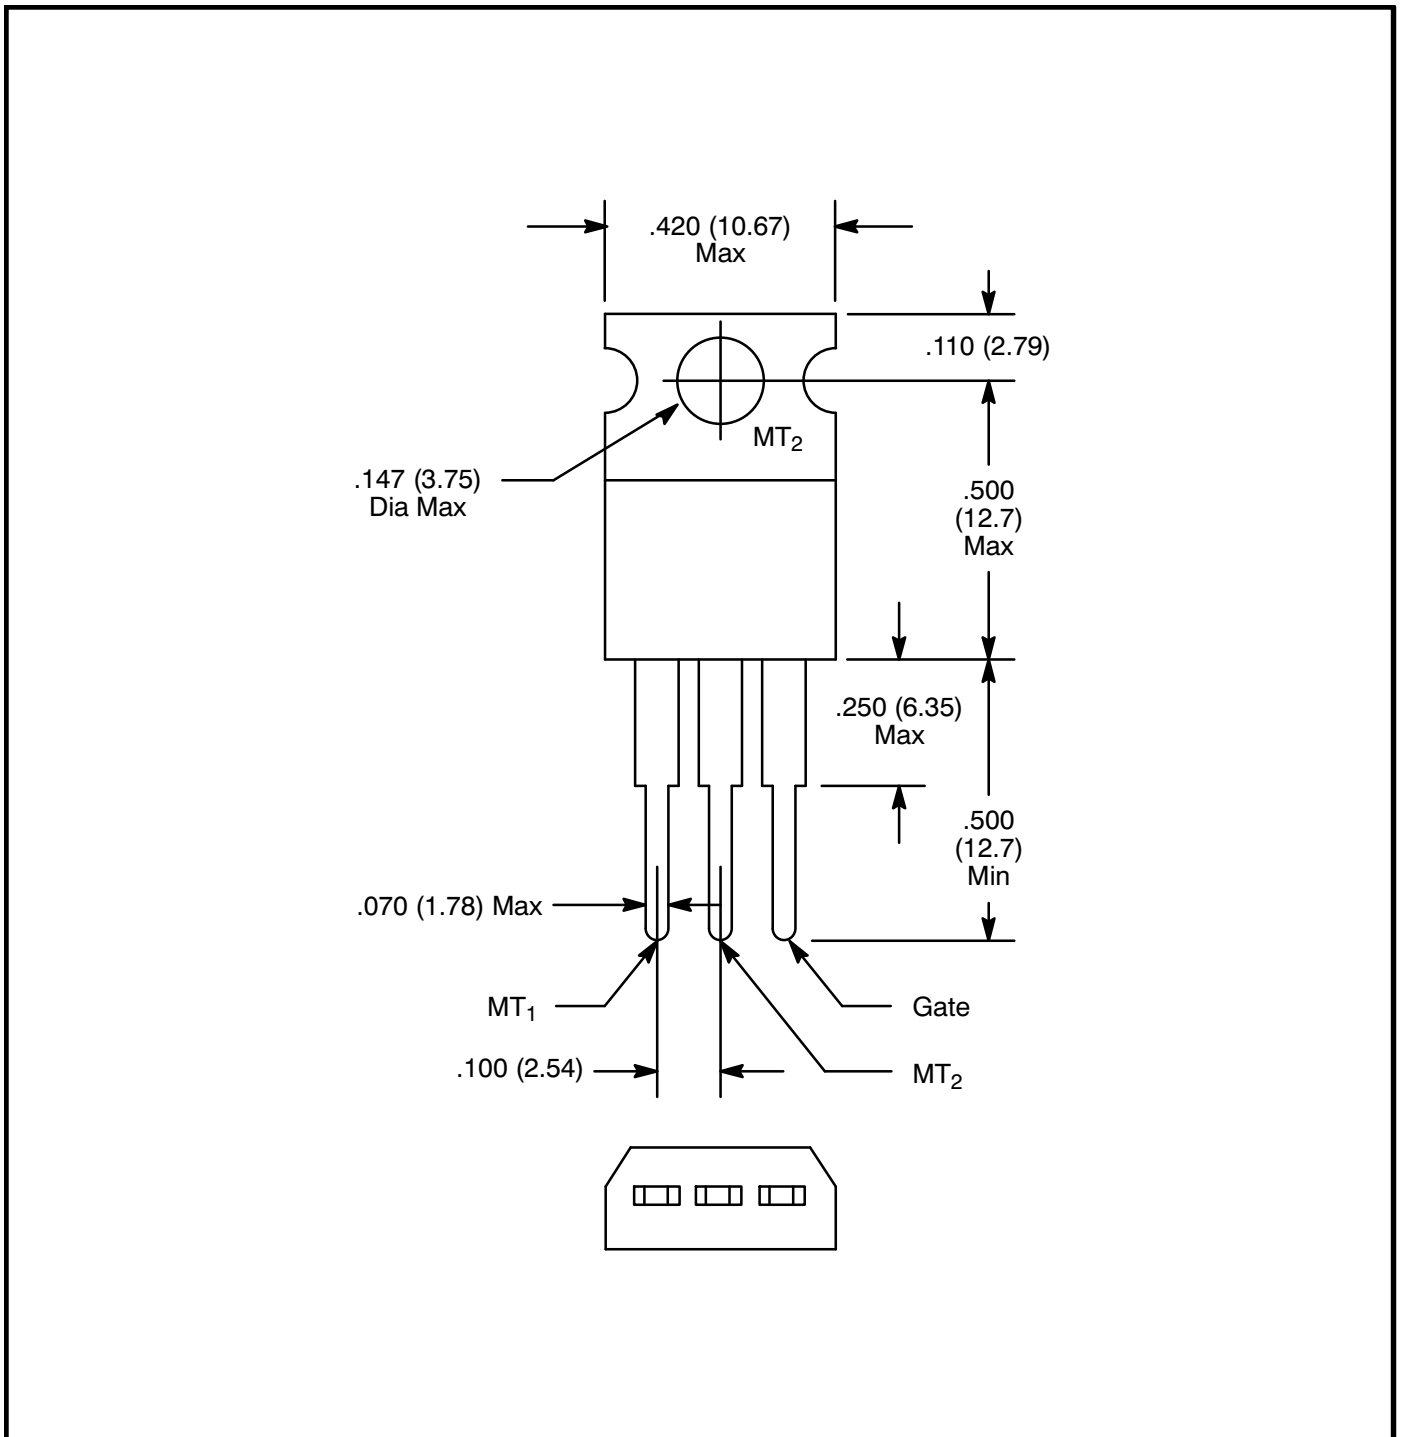 .420 (10.67)
Max
.110 (2.79)
MT2
.147 (3.75)
Dia Max
.500
(12.7)
Max
.250 (6.35)
Max
.500
(12.7)
Min
.070 (1.78) Max
MT1
Gate
.100 (2.54)
MT2